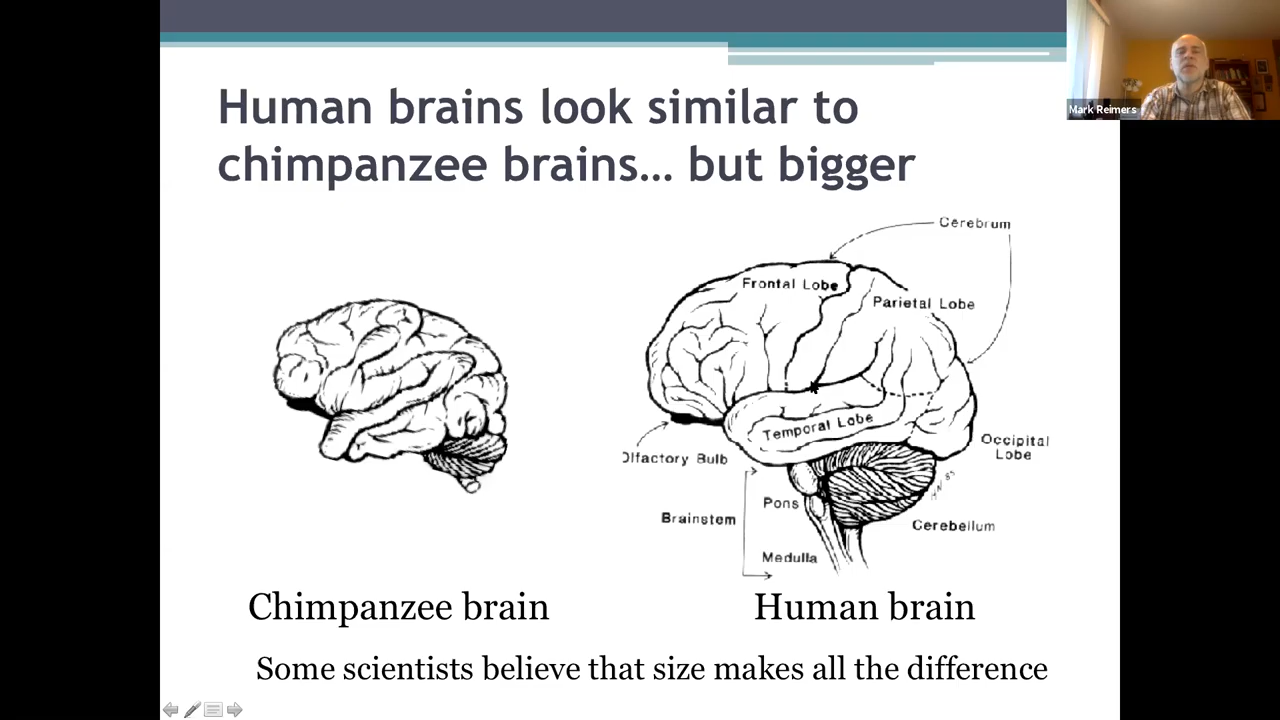 Mark Reimers
Human brains look similar to
chimpanzee brains... but bigger
Cerebrum
Frontal Lobe
Parietal Lobe
Temporal Lobe
Olfactory Bulb
Occipital
Lobe
Pons
Brainstem
Cerebellum
Medulla
Chimpanzee brain
Human brain
Some scientists believe that size makes all the difference